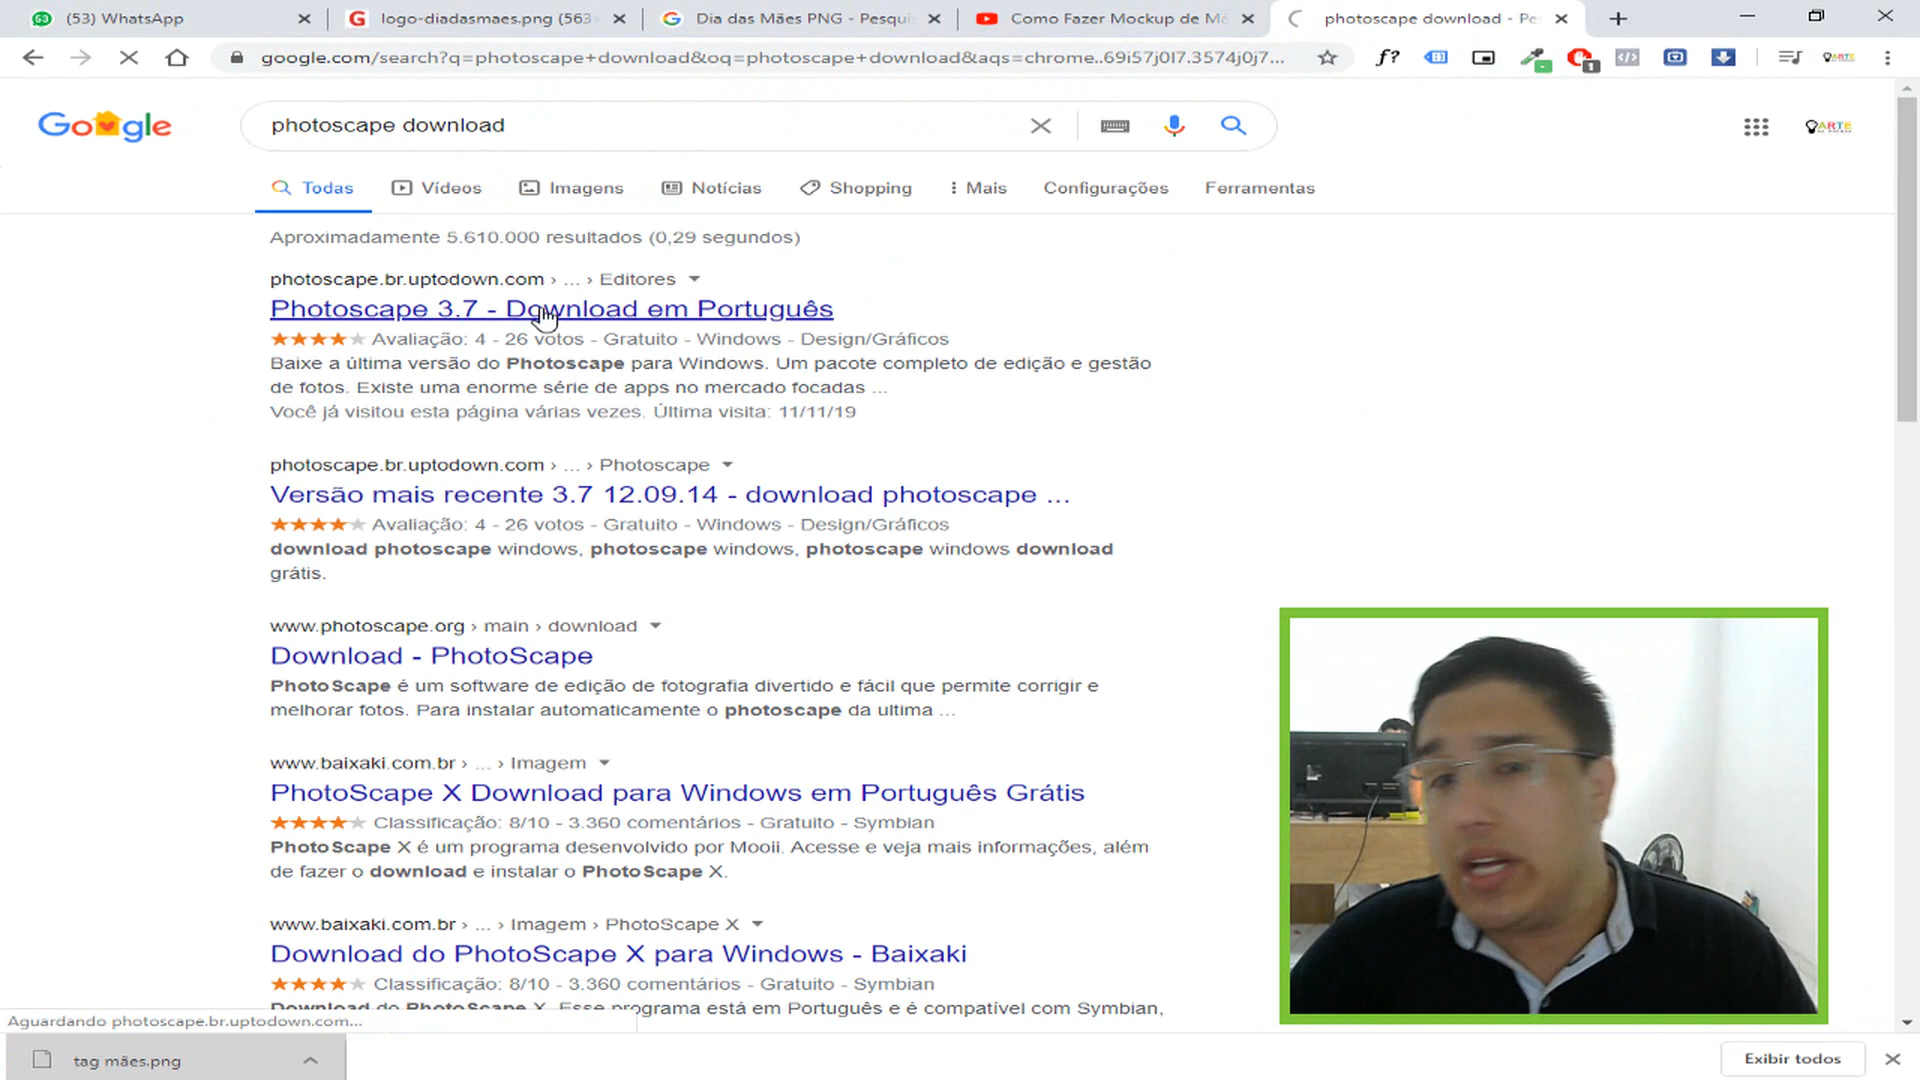 (53) WhatsApp
logo-diadasmaes.png (563
Dia das Mães PNG - Pesqui
Como Fazer Mockup de Má
photoscape download - Pe
google.com/search?q=photoscape+download&oq=photoscape+download&aqs=chrome..69i57j0l7.3574j0j7...
f?
1
ARTE
Google
photoscape download
ARTE
Todas
Vídeos
Imagens
Notícias
Shopping
Mais
Configurações
Ferramentas
Aproximadamente 5.610.000 resultados (0,29 segundos)
photoscape.br.uptodown.com › ... › Editores
Photoscape 3.7 - Download em Português
Avaliação: 4 - 26 votos - Gratuito - Windows - Design/Gráficos
Baixe a última versão do Photoscape para Windows. Um pacote completo de edição e gestão
de fotos. Existe uma enorme série de apps no mercado focadas ...
Você já visitou esta página várias vezes. Última visita: 11/11/19
photoscape.br.uptodown.com › ... › Photoscape
Versão mais recente 3.7 12.09.14 - download photoscape ...
Avaliação: 4 - 26 votos - Gratuito - Windows - Design/Gráficos
download photoscape windows, photoscape windows, photoscape windows download
grátis.
www.photoscape.org › main › download
Download - PhotoScape
PhotoScape é um software de edição de fotografia divertido e fácil que permite corrigir e
melhorar fotos. Para instalar automaticamente o photoscape da ultima ...
www.baixaki.com.br › ... › Imagem
PhotoScape X Download para Windows em Português Grátis
Classificação: 8/10 - 3.360 comentários - Gratuito - Symbian
PhotoScape X é um programa desenvolvido por Mooii. Acesse e veja mais informações, além
de fazer o download e instalar o PhotoScape X.
www.baixaki.com.br › ... › Imagem › PhotoScape X
Download do PhotoScape X para Windows - Baixaki
Classificação: 8/10 - 3.360 comentários - Gratuito - Symbian
Download do PhotoScape X. Esse programa está em Português e é compatível com Symbian,
Aguardando photoscape.br.uptodown.com...
tag mães.png
Exibir todos